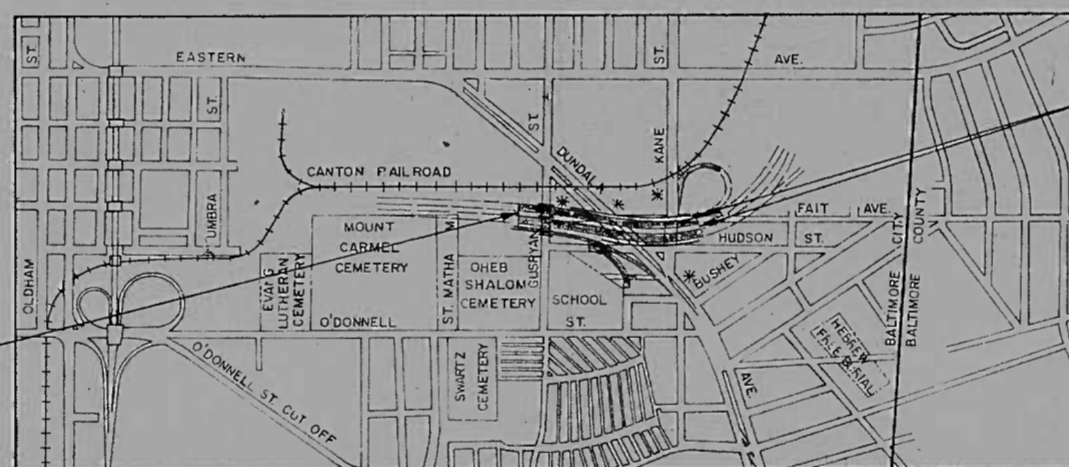 ST.
EASTERN
ST.
AVE.
ST.
ST.
KANE
DUNDAL
CANTON RAILROAD
UMBRA
MOUNT
CARMEL
CEMETERY
ST. MATHA M.
OHEB
SHALOM
CEMETERY
GUSRYAN
FAIT AVE.
HUDSON ST.
BUSHEY
SCHOOL
OLDHAM
EVANG
LUTHERAN
CEMETERY
O'DONNELL ST.
BALTIMORE CITY
BALTIMORE COUNTY
HEBREW
BURIAL
SWARTZ
CEMETERY
AVE.
O'DONNELL ST. CUT OFF